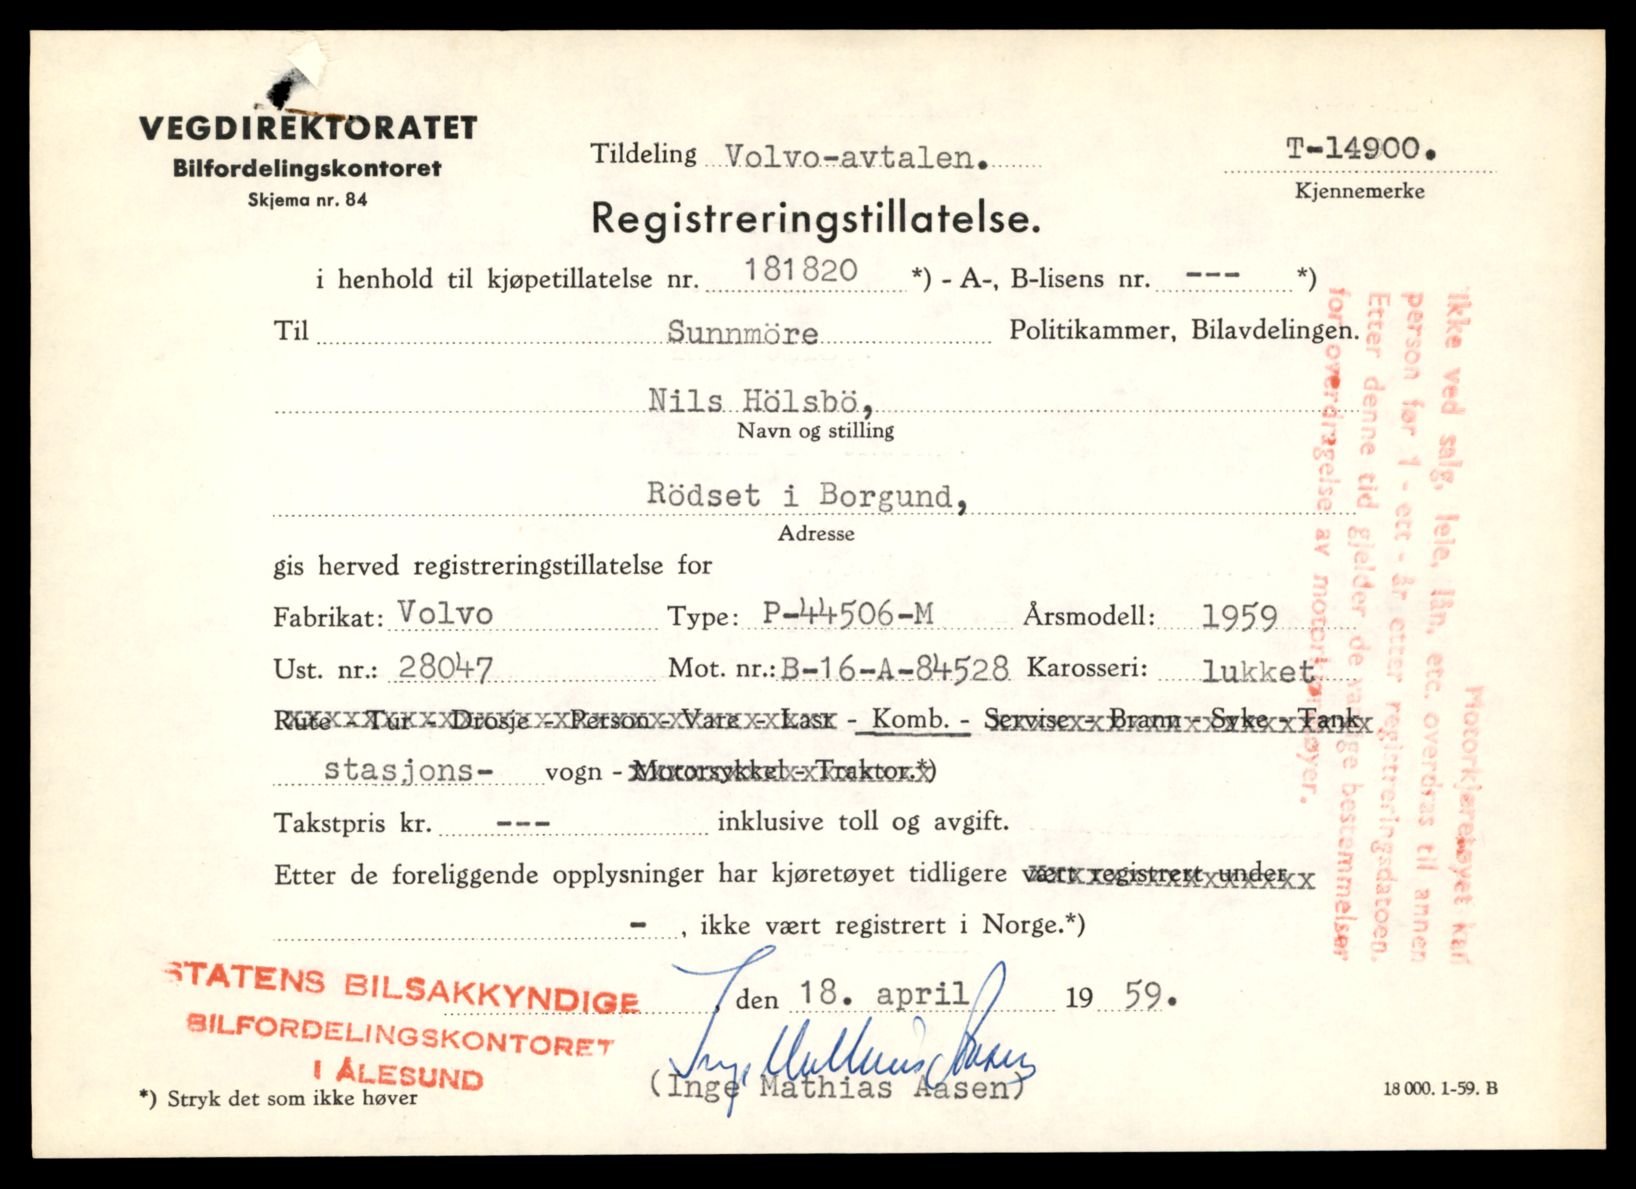 VEGDIREKTORATET
Bilfordelingskontoret
Skjema nr. 84
Tildeling Volvo-avtalen.
T-14900.
Kjennemerke
Registreringstillatelse.
i henhold til kjøpetillatelse nr. 181820 *) - A-, B-lisens nr. --- *)
Til Sunnmöre Politikammer, Bilavdelingen.
Nils Hölsbö,
Navn og stilling
Rödset i Borgund,
Adresse
gis herved registreringstillatelse for
Fabrikat: Volvo Type: P-44506-M Årsmodell: 1959
Ust. nr.: 28047 Mot. nr.: B-16-A-84528 Karosseri: lukket
Rute - Tur - Drosje - Person - Vare - Last - Komb. - Servise - Brann - Syke - Tank
stasjons- vogn - Motorsykkel - Traktor.*)
Takstpris kr. --- inklusive toll og avgift.
Etter de foreliggende opplysninger har kjøretøyet tidligere vært registrert under
- , ikke vært registrert i Norge.*)
STATENS BILSAKKYNDIGE
BILFORDELINGSKONTORET
I ÅLESUND
, den 18. april 19 59.
Inge Mathias Aasen
(Inge Mathias Aasen)
*) Stryk det som ikke høver
18 000. 1-59. B
Motorkjøretøyet kan
ikke ved salg, leie, lån, etc. overdras til annen
person før 1 - ett - år etter registreringsdatoen.
Etter denne tid gjelder de vanlige bestemmelser
for overdragelse av motorkjøretøyer.